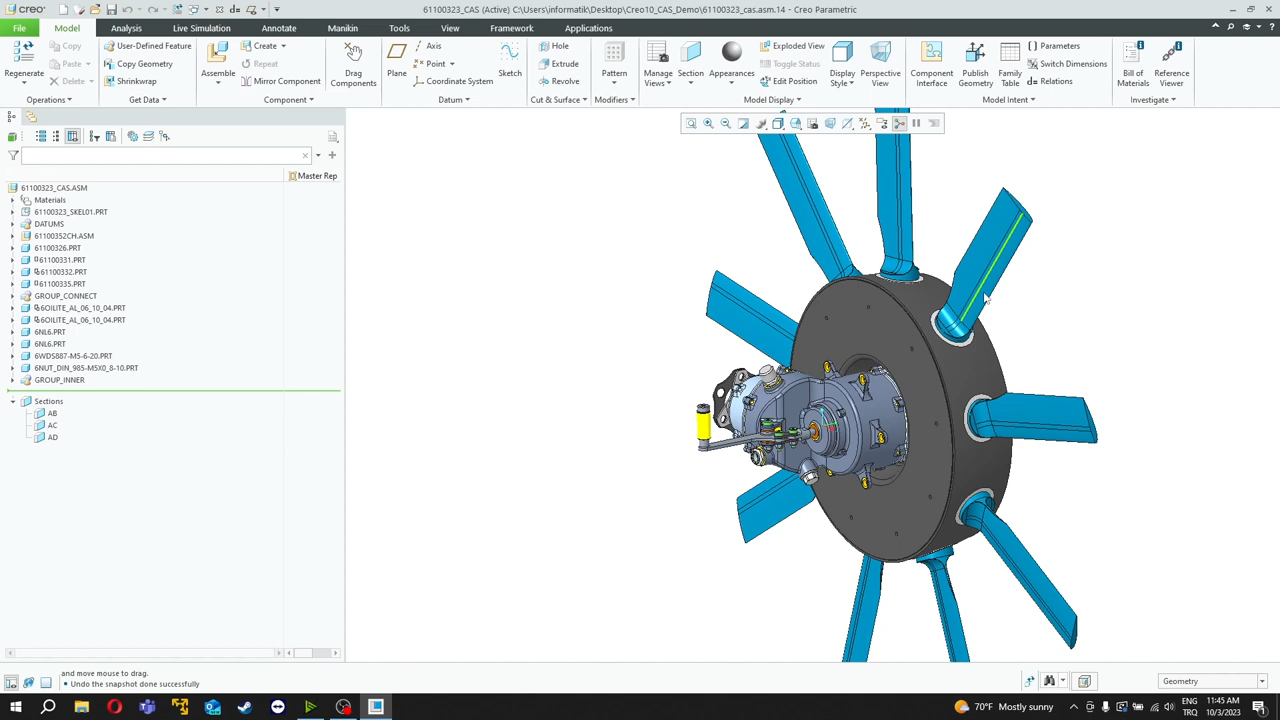 creo
61100323_CAS (Active) C:\Users\informatik\Desktop\Creo10_CAS_Demo\61100323_cas.asm.14 - Creo Parametric
File Model Analysis Live Simulation Annotate Manikin Tools View Framework Applications
Regenerate
Copy
Paste
Delete
Operations
User-Defined Feature
Copy Geometry
Shrinkwrap
Get Data
Assemble
Create
Repeat
Mirror Component
Component
Drag Components
Plane
Axis
Point
Coordinate System
Sketch
Datum
Hole
Extrude
Revolve
Cut & Surface
Pattern
Modifiers
Manage Views
Section
Appearances
Exploded View
Toggle Status
Edit Position
Display Style
Perspective View
Model Display
Component Interface
Publish Geometry
Family Table
Parameters
Switch Dimensions
Relations
Model Intent
Bill of Materials
Reference Viewer
Investigate
Master Rep
61100323_CAS.ASM
Materials
61100323_SKEL01.PRT
DATUMS
61100352CH.ASM
61100326.PRT
61100331.PRT
61100332.PRT
61100335.PRT
GROUP_CONNECT
6OILITE_AL_06_10_04.PRT
6OILITE_AL_06_10_04.PRT
6NL6.PRT
6NL6.PRT
6WDS887-M5-6-20.PRT
6NUT_DIN_985-M5X0_8-10.PRT
GROUP_INNER
Sections
AB
AC
AD
and move mouse to drag.
• Undo the snapshot done successfully
Geometry
70°F Mostly sunny
TRQ
11:45 AM
10/3/2023